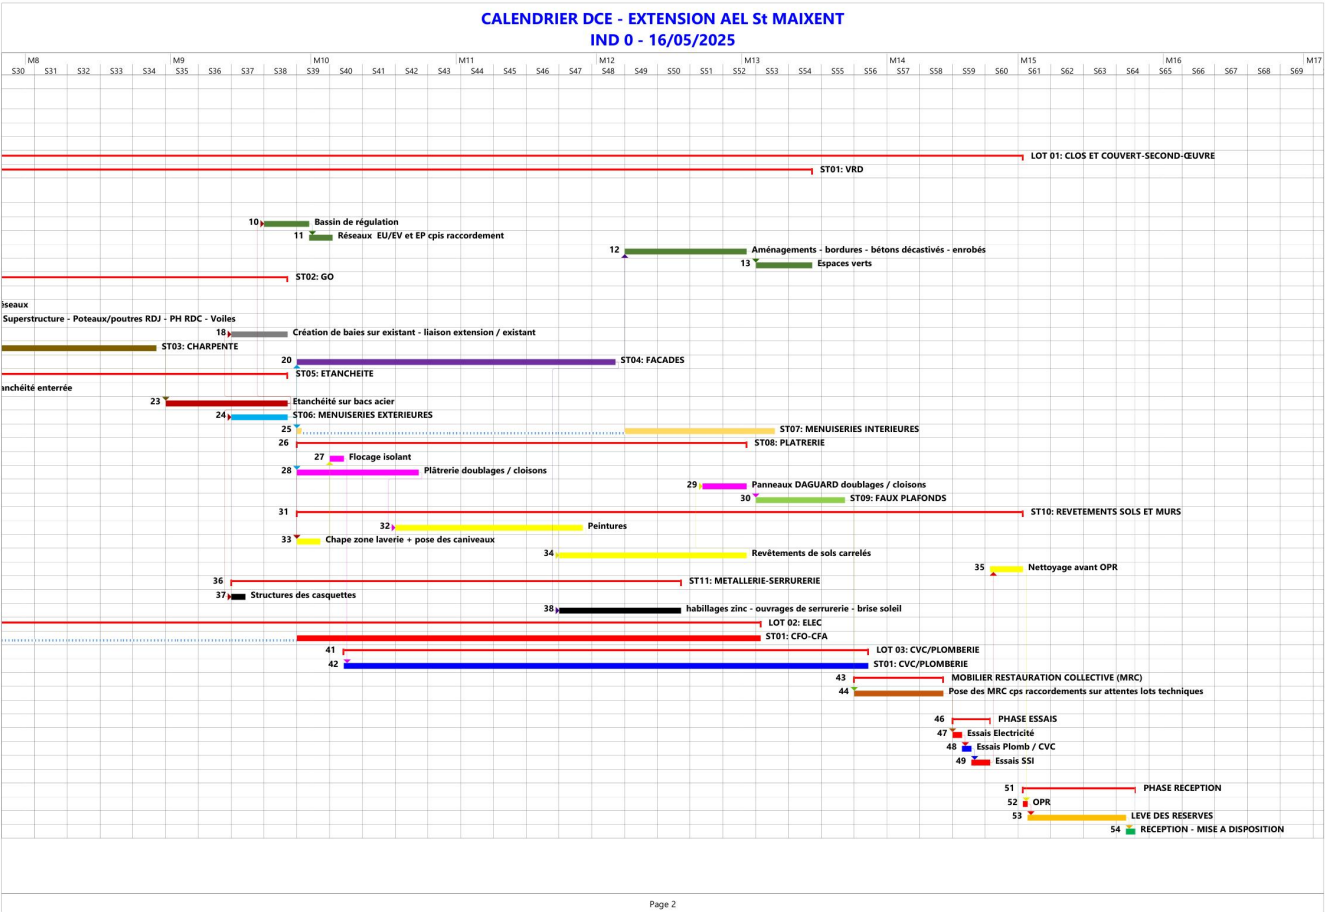 CALENDRIER DCE - EXTENSION AEL St MAIXENT
IND 0 - 16/05/2025
M8 M9 M10 M11 M12 M13 M14 M15 M16 M17
S30 S31 S32 S33 S34 S35 S36 S37 S38 S39 S40 S41 S42 S43 S44 S45 S46 S47 S48 S49 S50 S51 S52 S53 S54 S55 S56 S57 S58 S59 S60 S61 S62 S63 S64 S65 S66 S67 S68 S69
LOT 01: CLOS ET COUVERT-SECOND-ŒUVRE
ST01: VRD
10 Bassin de régulation
11 Réseaux EU/EV et EP cpis raccordement
12 Aménagements - bordures - bétons décastivés - enrobés
13 Espaces verts
ST02: GO
éseaux
Superstructure - Poteaux/poutres RDJ - PH RDC - Voiles
18 Création de baies sur existant - liaison extension / existant
ST03: CHARPENTE
20 ST04: FACADES
ST05: ETANCHEITE
anchéité enterrée
23 Etanchéité sur bacs acier
24 ST06: MENUISERIES EXTERIEURES
25 ST07: MENUISERIES INTERIEURES
26 ST08: PLATRERIE
27 Flocage isolant
28 Plâtrerie doublages / cloisons
29 Panneaux DAGUARD doublages / cloisons
30 ST09: FAUX PLAFONDS
31 ST10: REVETEMENTS SOLS ET MURS
32 Peintures
33 Chape zone laverie + pose des caniveaux
34 Revêtements de sols carrelés
35 Nettoyage avant OPR
36 ST11: METALLERIE-SERRURERIE
37 Structures des casquettes
38 habillages zinc - ouvrages de serrurerie - brise soleil
LOT 02: ELEC
ST01: CFO-CFA
41 LOT 03: CVC/PLOMBERIE
42 ST01: CVC/PLOMBERIE
43 MOBILIER RESTAURATION COLLECTIVE (MRC)
44 Pose des MRC cps raccordements sur attentes lots techniques
46 PHASE ESSAIS
47 Essais Electricité
48 Essais Plomb / CVC
49 Essais SSI
51 PHASE RECEPTION
52 OPR
53 LEVE DES RESERVES
54 RECEPTION - MISE A DISPOSITION
Page 2